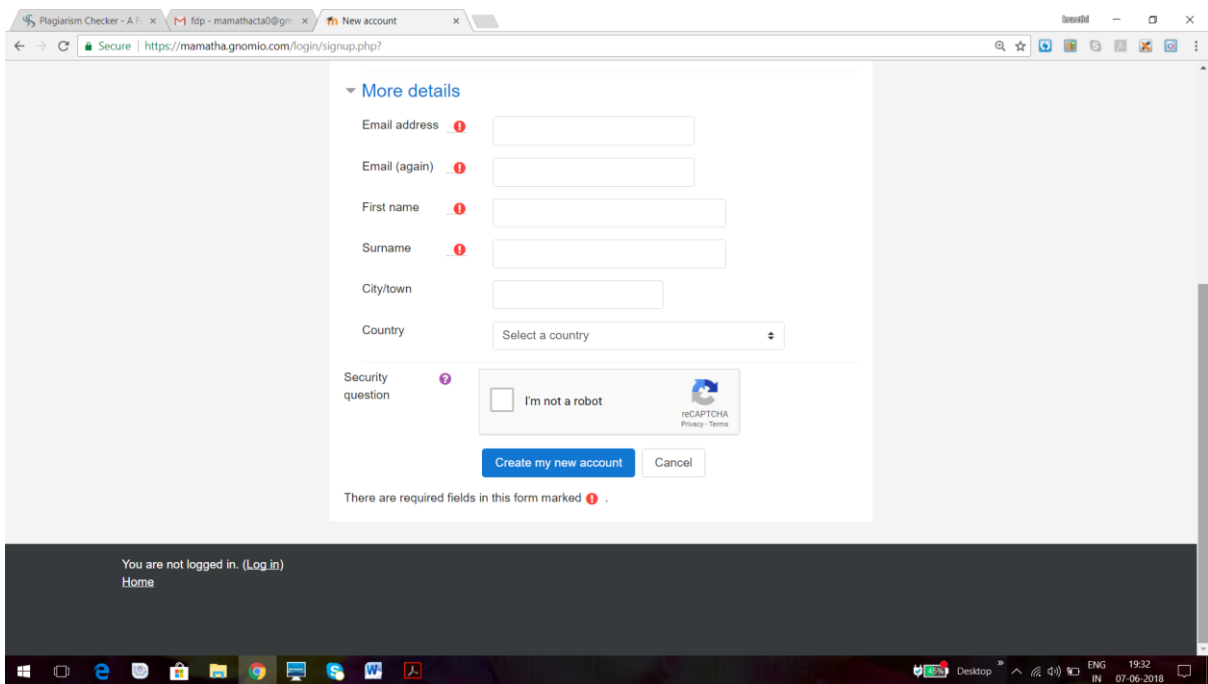 Plagiarism Checker - A Fr
fdp - mamathacta0@gm
New account
Secure | https://mamatha.gnomio.com/login/signup.php?
More details
Email address
Email (again)
First name
Surname
City/town
Country
Select a country
Security question
I'm not a robot
reCAPTCHA
Privacy - Terms
Create my new account
Cancel
There are required fields in this form marked .
You are not logged in. (Log in)
Home
45%
Desktop
ENG
IN
19:32
07-06-2018